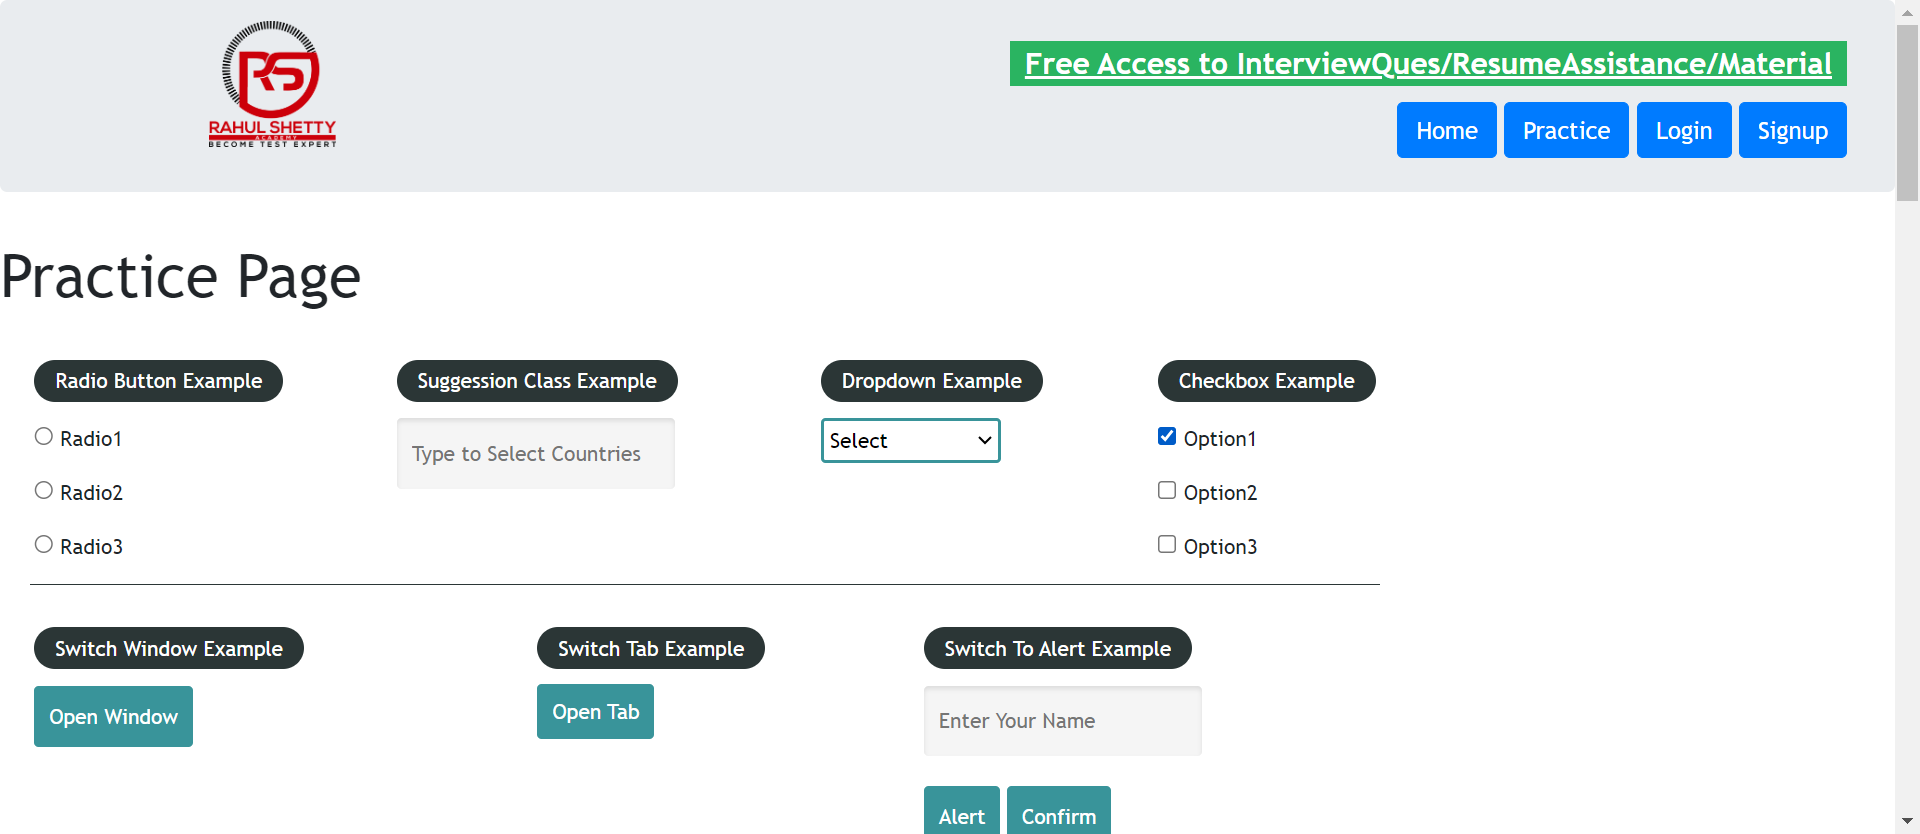 RAHUL SHETTY
ACADEMY
BECOME TEST EXPERT
Free Access to InterviewQues/ResumeAssistance/Material
Home Practice Login Signup
Practice Page
Radio Button Example
Radio1
Radio2
Radio3
Suggession Class Example
Type to Select Countries
Dropdown Example
Select
Checkbox Example
Option1
Option2
Option3
Switch Window Example
Open Window
Switch Tab Example
Open Tab
Switch To Alert Example
Enter Your Name
Alert Confirm